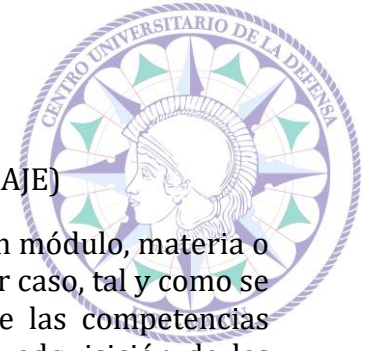 CENTRO UNIVERSITARIO DE LA DEFENSA
AJE)
n módulo, materia o
r caso, tal y como se
e las competencias